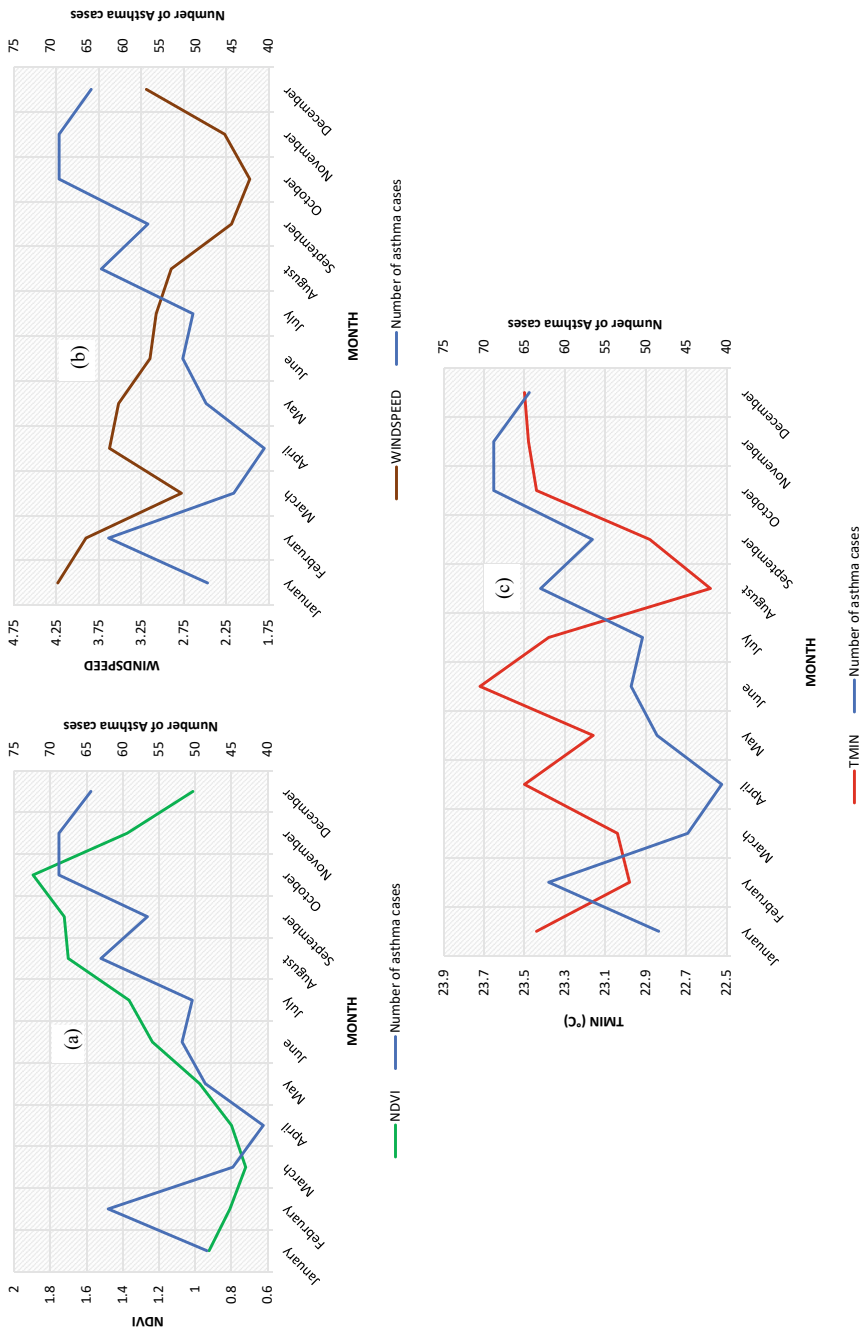 (a)
NDVI
2
1.8
1.6
1.4
1.2
1
0.8
0.6
Number of Asthma cases
75
70
65
60
55
50
45
40
January
February
March
April
May
June
July
August
September
October
November
December
MONTH
NDVI
Number of asthma cases
(b)
WINDSPEED
4.75
4.25
3.75
3.25
2.75
2.25
1.75
Number of Asthma cases
75
70
65
60
55
50
45
40
January
February
March
April
May
June
July
August
September
October
November
December
MONTH
WINDSPEED
Number of asthma cases
(c)
TMIN (°C)
23.9
23.7
23.5
23.3
23.1
22.9
22.7
22.5
Number of Asthma cases
75
70
65
60
55
50
45
40
January
February
March
April
May
June
July
August
September
October
November
December
MONTH
TMIN
Number of asthma cases